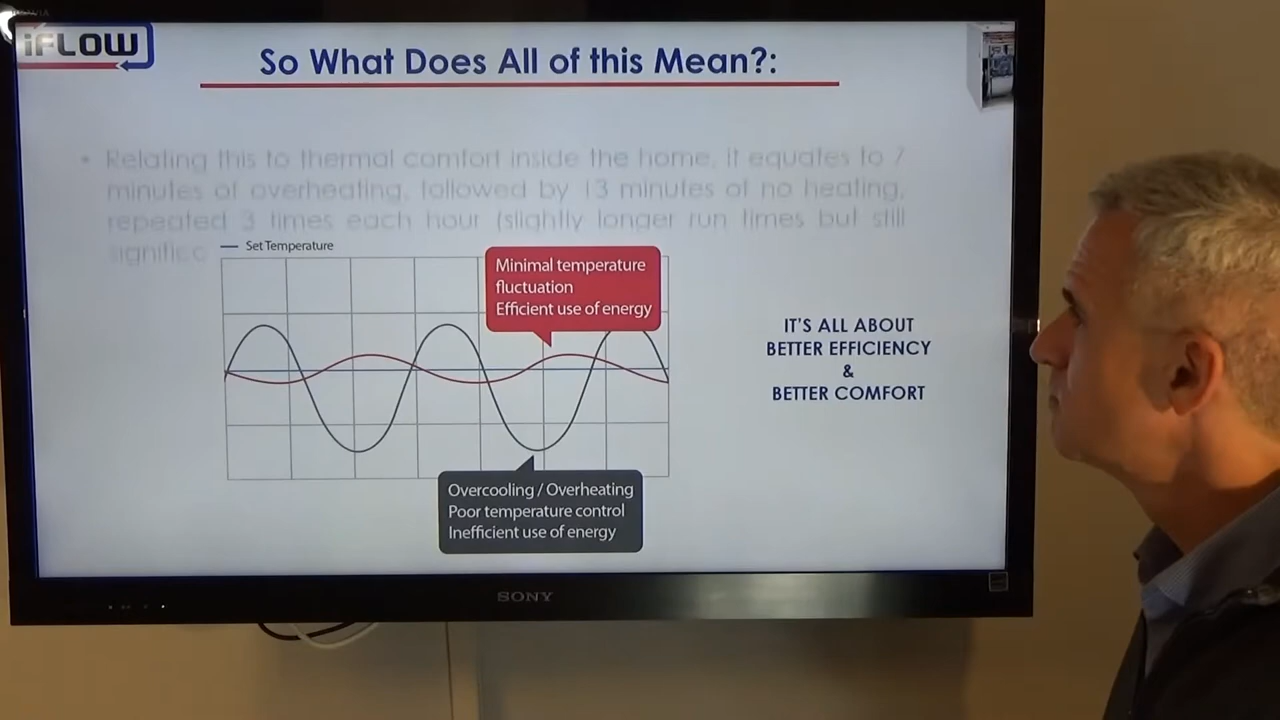 iFLOW
So What Does All of this Mean?:
• Relating this to thermal comfort inside the home, it equates to 7
minutes of overheating, followed by 13 minutes of no heating,
repeated 3 times each hour (slightly longer run times but still
Set Temperature
Minimal temperature
fluctuation
Efficient use of energy
IT'S ALL ABOUT
BETTER EFFICIENCY
&
BETTER COMFORT
Overcooling / Overheating
Poor temperature control
Inefficient use of energy
SONY